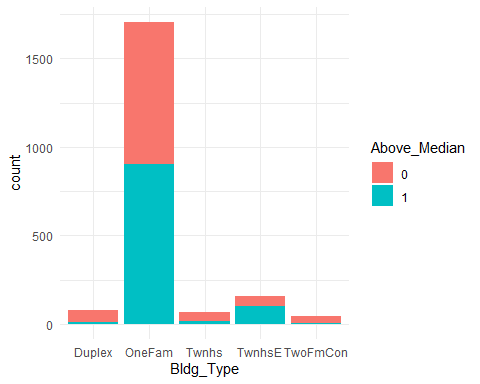 1500
1000
500
0
count
Duplex OneFam Twnhs TwnhsE TwoFmCon
Bldg_Type
Above_Median
0
1